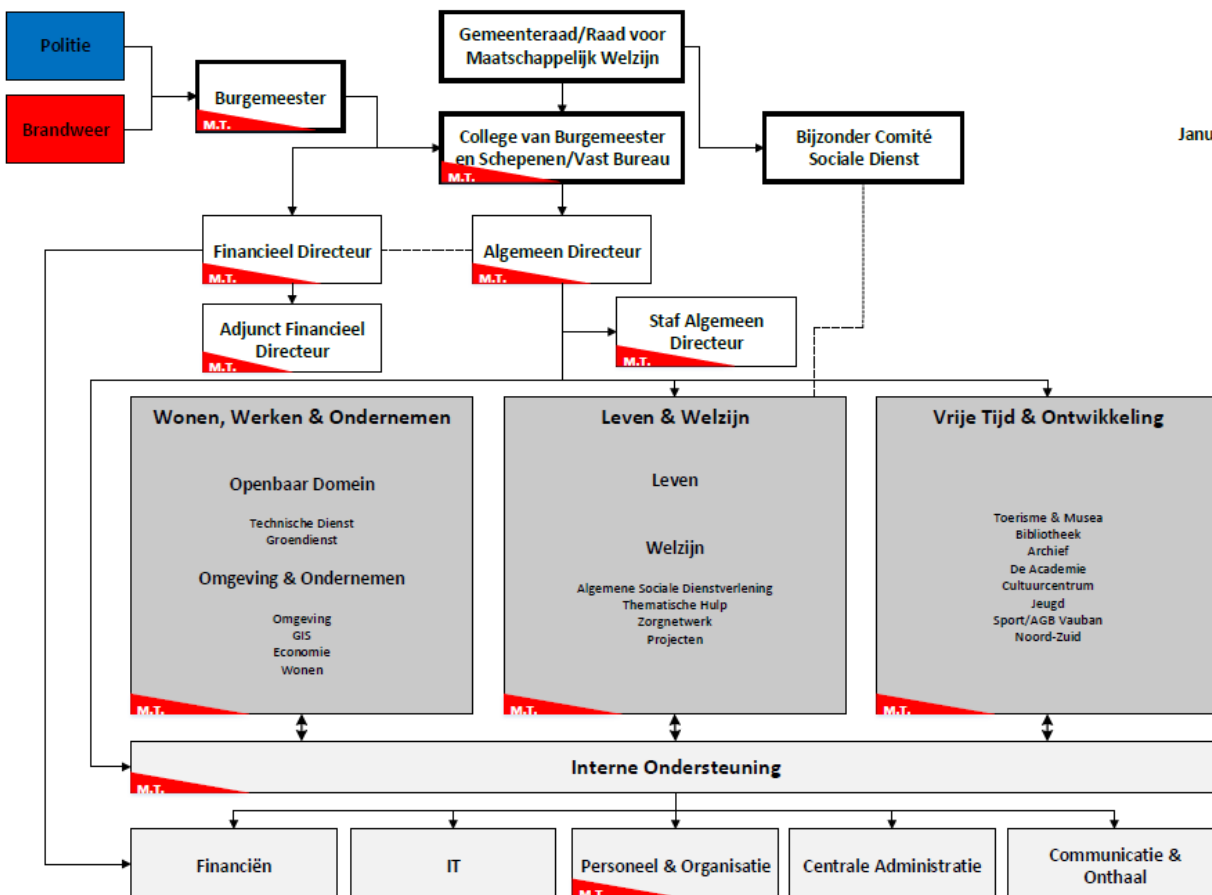 Politie
Brandweer
Burgemeester
M.T.
Gemeenteraad/Raad voor
Maatschappelijk Welzijn
College van Burgemeester
en Schepenen/Vast Bureau
M.T.
Bijzonder Comité
Sociale Dienst
Janu
Financieel Directeur
M.T.
Algemeen Directeur
M.T.
Adjunct Financieel
Directeur
M.T.
Staf Algemeen
Directeur
M.T.
Wonen, Werken & Ondernemen
Openbaar Domein
Technische Dienst
Groendienst
Omgeving & Ondernemen
Omgeving
GIS
Economie
Wonen
M.T.
Leven & Welzijn
Leven
Welzijn
Algemene Sociale Dienstverlening
Thematische Hulp
Zorgnetwerk
Projecten
M.T.
Vrije Tijd & Ontwikkeling
Toerisme & Musea
Bibliotheek
Archief
De Academie
Cultuurcentrum
Jeugd
Sport/AGB Vauban
Noord-Zuid
M.T.
Interne Ondersteuning
M.T.
Financiën
IT
Personeel & Organisatie
M.T.
Centrale Administratie
Communicatie &
Onthaal